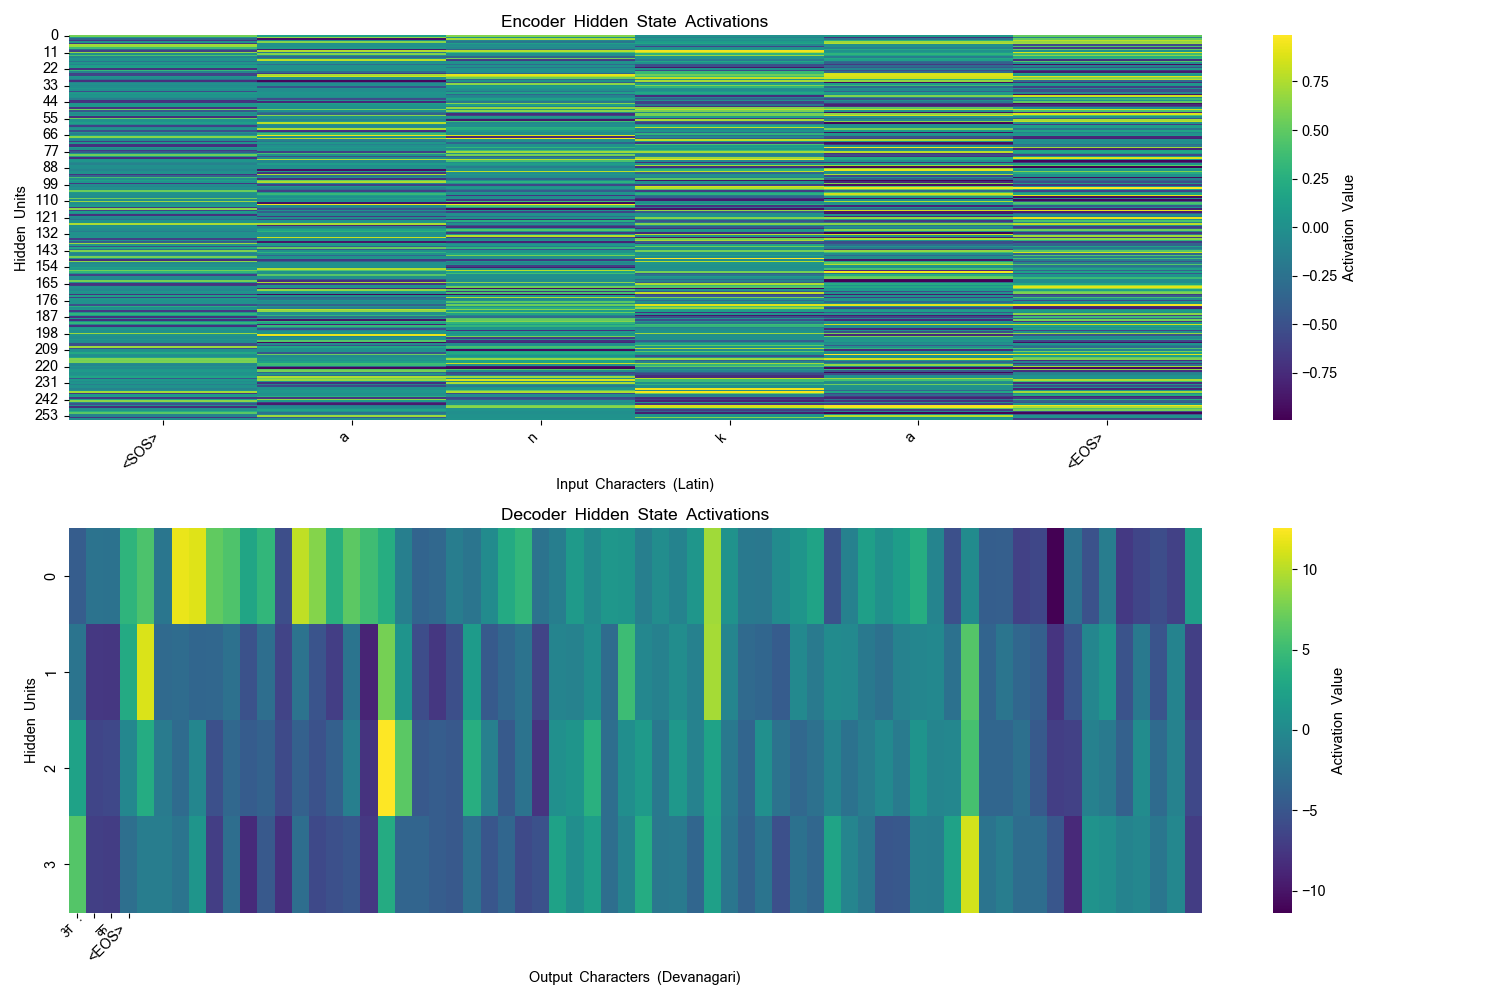 Encoder Hidden State Activations
0
11
22
33
44
55
66
77
88
99
110
121
132
143
154
165
176
187
198
209
220
231
242
253
Hidden Units
<SOS>
a
n
k
a
<EOS>
Input Characters (Latin)
0.75
0.50
0.25
0.00
−0.25
−0.50
−0.75
Activation Value
Decoder Hidden State Activations
0
1
2
3
Hidden Units
अ
ं
क
<EOS>
Output Characters (Devanagari)
10
5
0
−5
−10
Activation Value